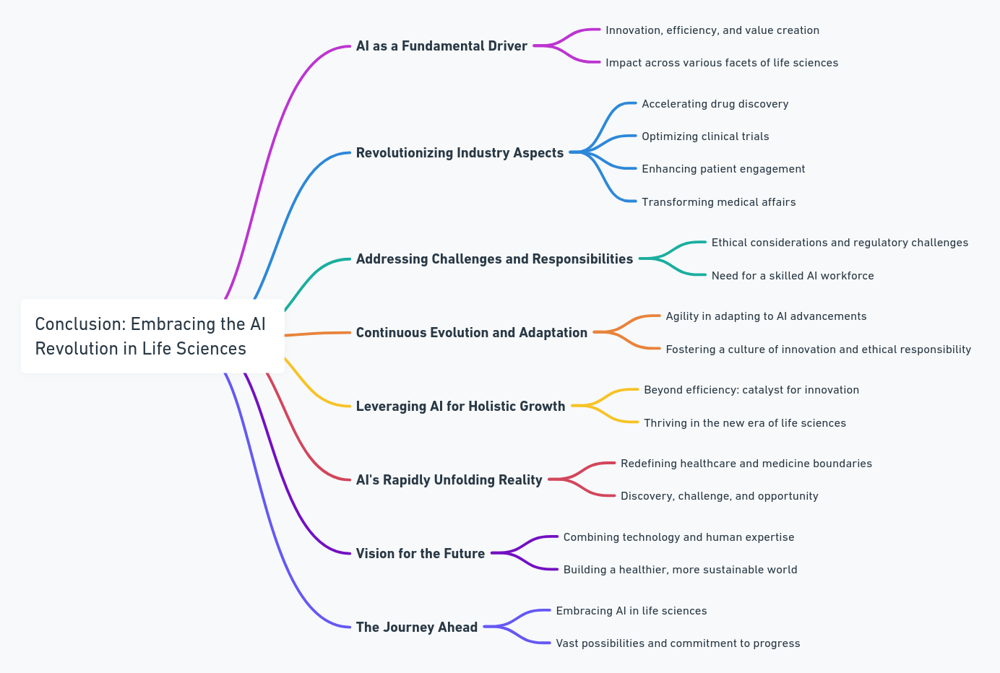 AI as a Fundamental Driver
Innovation, efficiency, and value creation
Impact across various facets of life sciences
Revolutionizing Industry Aspects
Accelerating drug discovery
Optimizing clinical trials
Enhancing patient engagement
Transforming medical affairs
Addressing Challenges and Responsibilities
Ethical considerations and regulatory challenges
Need for a skilled AI workforce
Conclusion: Embracing the AI
Revolution in Life Sciences
Continuous Evolution and Adaptation
Agility in adapting to AI advancements
Fostering a culture of innovation and ethical responsibility
Leveraging AI for Holistic Growth
Beyond efficiency: catalyst for innovation
Thriving in the new era of life sciences
AI's Rapidly Unfolding Reality
Redefining healthcare and medicine boundaries
Discovery, challenge, and opportunity
Vision for the Future
Combining technology and human expertise
Building a healthier, more sustainable world
The Journey Ahead
Embracing AI in life sciences
Vast possibilities and commitment to progress